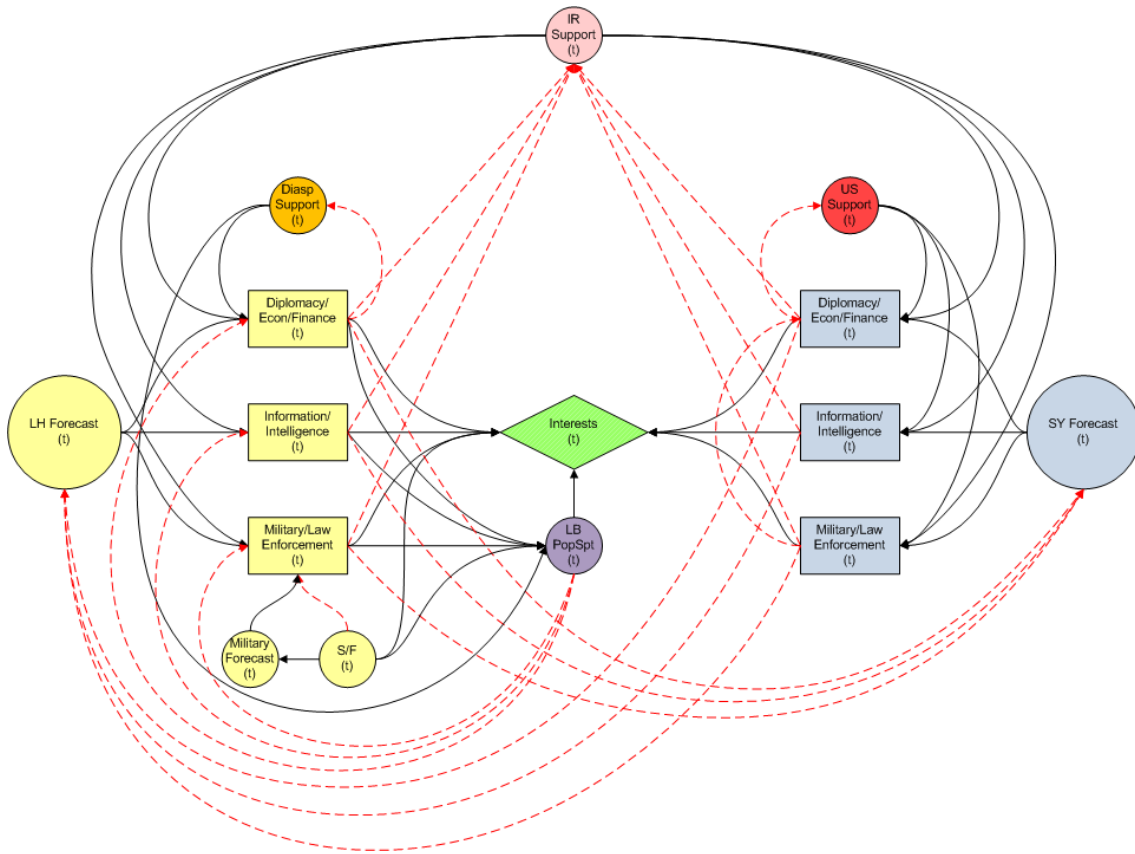 IR
Support
(t)
Diasp
Support
(t)
US
Support
(t)
Diplomacy/
Econ/Finance
(t)
Diplomacy/
Econ/Finance
(t)
LH Forecast
(t)
Information/
Intelligence
(t)
Interests
(t)
Information/
Intelligence
(t)
SY Forecast
(t)
Military/Law
Enforcement
(t)
LB
PopSpt
(t)
Military/Law
Enforcement
(t)
Military
Forecast
(t)
S/F
(t)